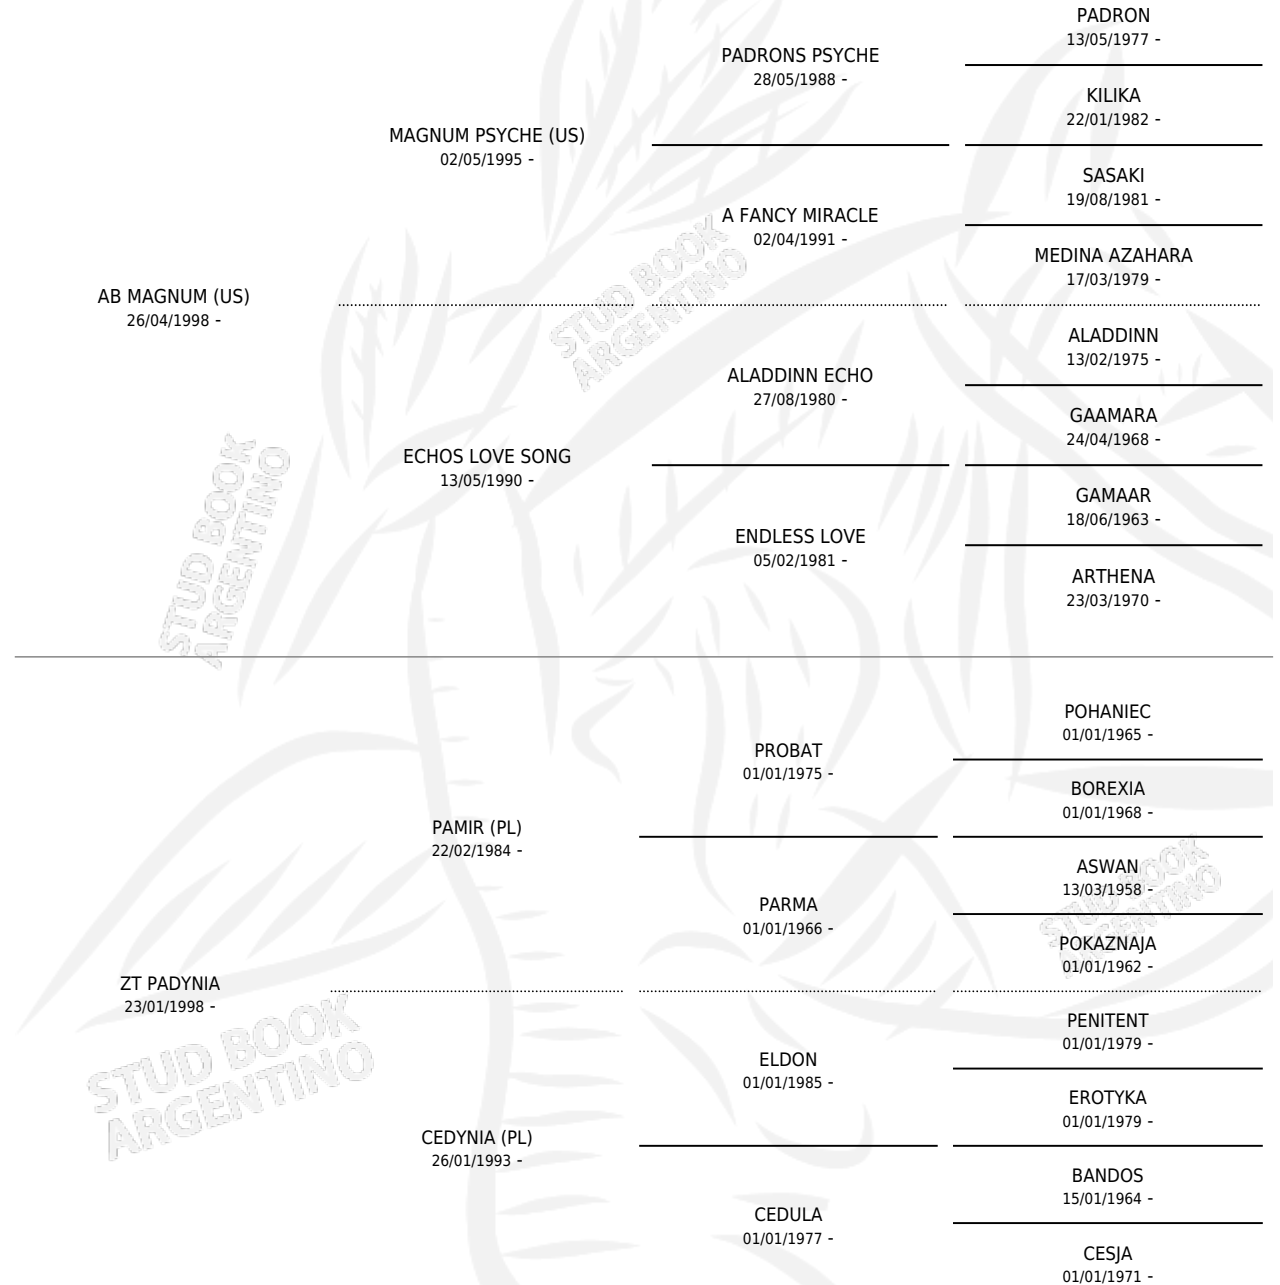 PADRON
13/05/1977 -
PADRONS PSYCHE
28/05/1988 -
KILIKA
22/01/1982 -
MAGNUM PSYCHE (US)
02/05/1995 -
SASAKI
19/08/1981 -
A FANCY MIRACLE
02/04/1991 -
MEDINA AZAHARA
17/03/1979 -
AB MAGNUM (US)
26/04/1998 -
ALADDINN
13/02/1975 -
ALADDINN ECHO
27/08/1980 -
GAAMARA
24/04/1968 -
ECHOS LOVE SONG
13/05/1990 -
GAMAAR
18/06/1963 -
ENDLESS LOVE
05/02/1981 -
ARTHENA
23/03/1970 -
POHANIEC
01/01/1965 -
PROBAT
01/01/1975 -
BOREXIA
01/01/1968 -
PAMIR (PL)
22/02/1984 -
ASWAN
13/03/1958 -
PARMA
01/01/1966 -
POKAZNAJA
01/01/1962 -
ZT PADYNIA
23/01/1998 -
PENITENT
01/01/1979 -
ELDON
01/01/1985 -
EROTYKA
01/01/1979 -
CEDYNIA (PL)
26/01/1993 -
BANDOS
15/01/1964 -
CEDULA
01/01/1977 -
CESJA
01/01/1971 -
STUD BOOK
ARGENTINO
STUD BOOK
ARGENTINO
STUD BOOK
ARGENTINO
STUD BOOK
ARGENTINO